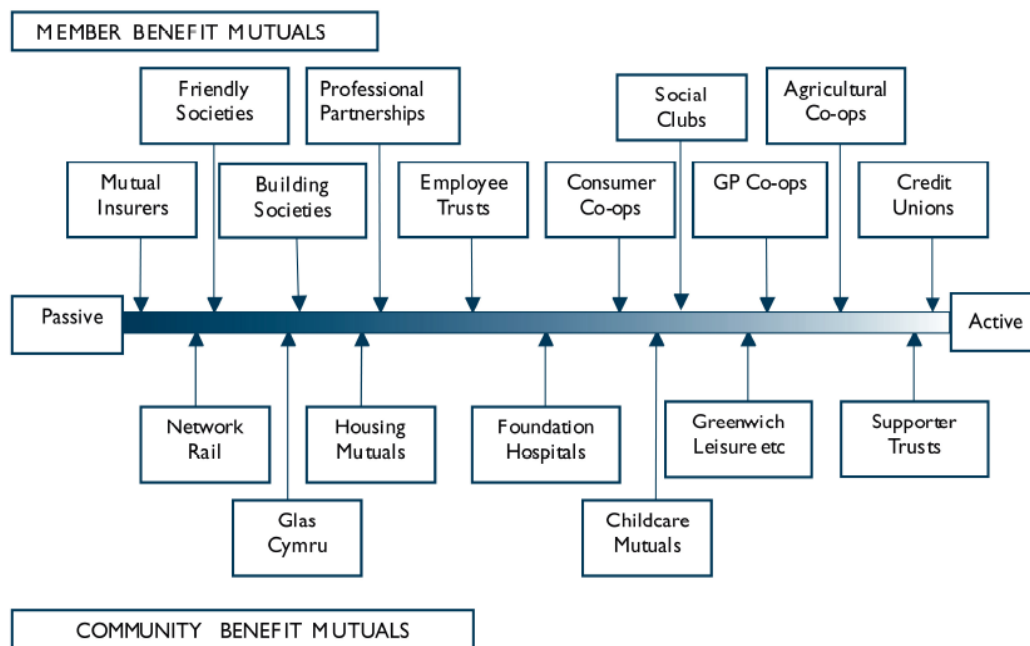 MEMBER BENEFIT MUTUALS
Friendly
Societies
Professional
Partnerships
Social
Clubs
Agricultural
Co-ops
Mutual
Insurers
Building
Societies
Employee
Trusts
Consumer
Co-ops
GP Co-ops
Credit
Unions
Passive
Active
Network
Rail
Housing
Mutuals
Foundation
Hospitals
Greenwich
Leisure etc
Supporter
Trusts
Glas
Cymru
Childcare
Mutuals
COMMUNITY BENEFIT MUTUALS